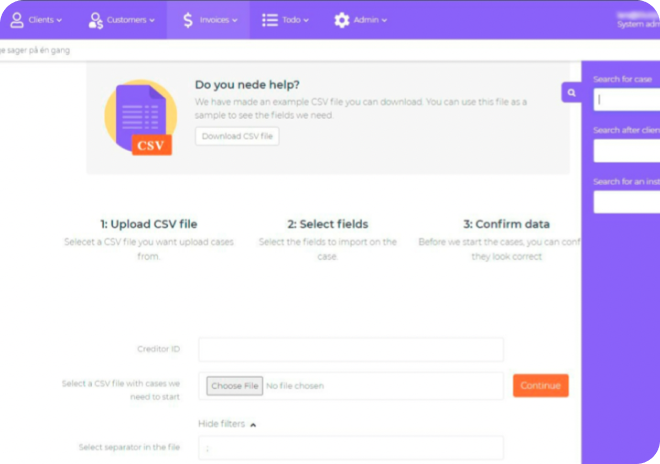 Clients
Customers
Invoices
Todo
Admin
System adm
ge sager på én gang
Do you nede help?
We have made an example CSV file you can download. You can use this file as a
sample to see the fields we need.
Download CSV file
CSV
Search for case
Search after clien
Search for an inst
1: Upload CSV file
2: Select fields
3: Confirm data
Selecet a CSV file you want upload cases
from.
Select the fields to import on the
case.
Before we start the cases, you can conf
they look correct
Creditor ID
Select a CSV file with cases we
need to start
Choose File No file chosen
Continue
Hide filters
Select separator in the file
;